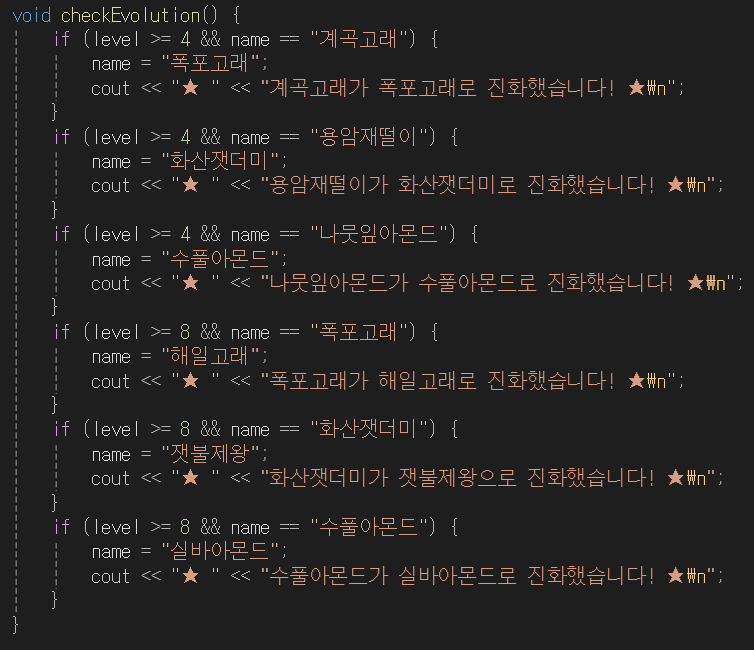 void checkEvolution() {
if (level >= 4 && name == "계곡고래") {
name = "폭포고래";
cout << "★ " << "계곡고래가 폭포고래로 진화했습니다! ★₩n";
}
if (level >= 4 && name == "용암재떨이") {
name = "화산잿더미";
cout << "★ " << "용암재떨이가 화산잿더미로 진화했습니다! ★₩n";
}
if (level >= 4 && name == "나뭇잎아몬드") {
name = "수풀아몬드";
cout << "★ " << "나뭇잎아몬드가 수풀아몬드로 진화했습니다! ★₩n";
}
if (level >= 8 && name == "폭포고래") {
name = "해일고래";
cout << "★ " << "폭포고래가 해일고래로 진화했습니다! ★₩n";
}
if (level >= 8 && name == "화산잿더미") {
name = "잿불제왕";
cout << "★ " << "화산잿더미가 잿불제왕으로 진화했습니다! ★₩n";
}
if (level >= 8 && name == "수풀아몬드") {
name = "실바아몬드";
cout << "★ " << "수풀아몬드가 실바아몬드로 진화했습니다! ★₩n";
}
}